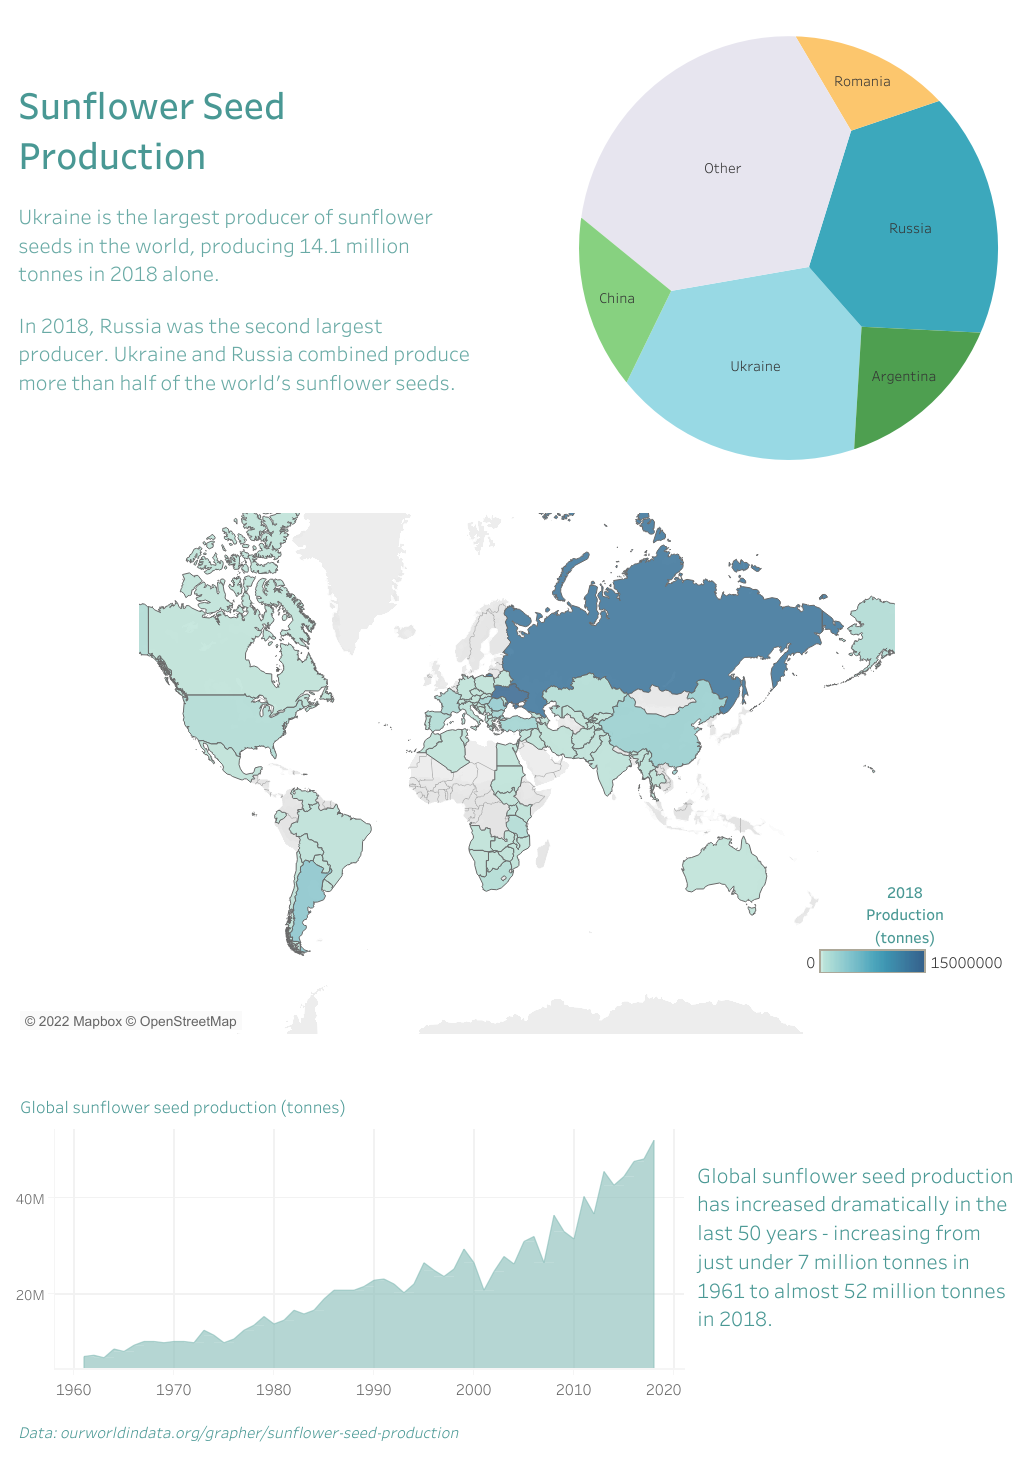 Sunflower Seed
Production
Ukraine is the largest producer of sunflower
seeds in the world, producing 14.1 million
tonnes in 2018 alone.
In 2018, Russia was the second largest
producer. Ukraine and Russia combined produce
more than half of the world's sunflower seeds.
Romania
Other
Russia
China
Ukraine
Argentina
2018
Production
(tonnes)
0 15000000
© 2022 Mapbox © OpenStreetMap
Global sunflower seed production (tonnes)
40M
20M
1960 1970 1980 1990 2000 2010 2020
Global sunflower seed production
has increased dramatically in the
last 50 years - increasing from
just under 7 million tonnes in
1961 to almost 52 million tonnes
in 2018.
Data: ourworldindata.org/grapher/sunflower-seed-production